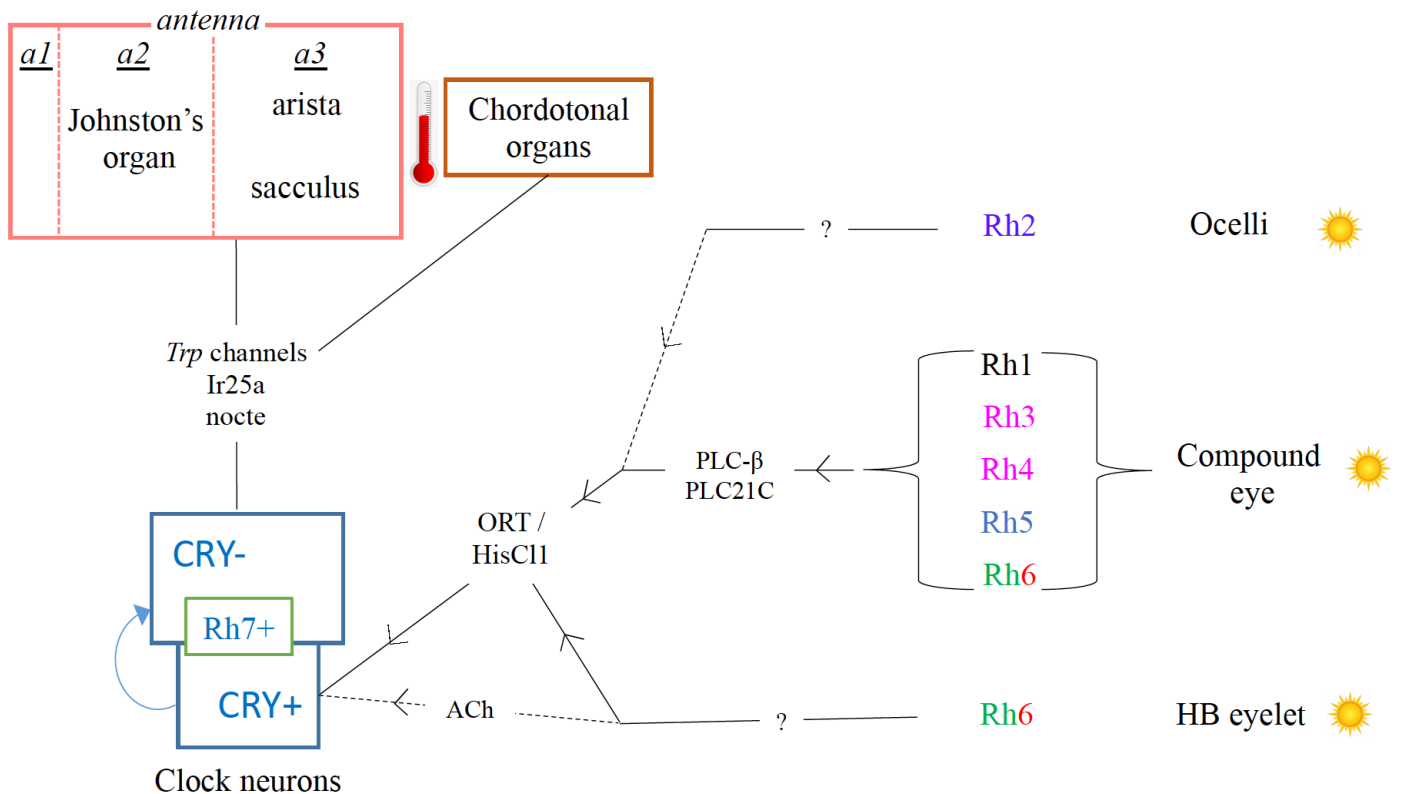 antenna
a1 a2 a3
Johnston's
organ
arista
sacculus
Chordotonal
organs
Trp channels
Ir25a
nocte
CRY-
Rh7+
CRY+
Clock neurons
ORT /
HisCl1
ACh
?
PLC-β
PLC21C
?
Rh2
Ocelli
Rh1
Rh3
Rh4
Rh5
Rh6
Compound
eye
Rh6
HB eyelet